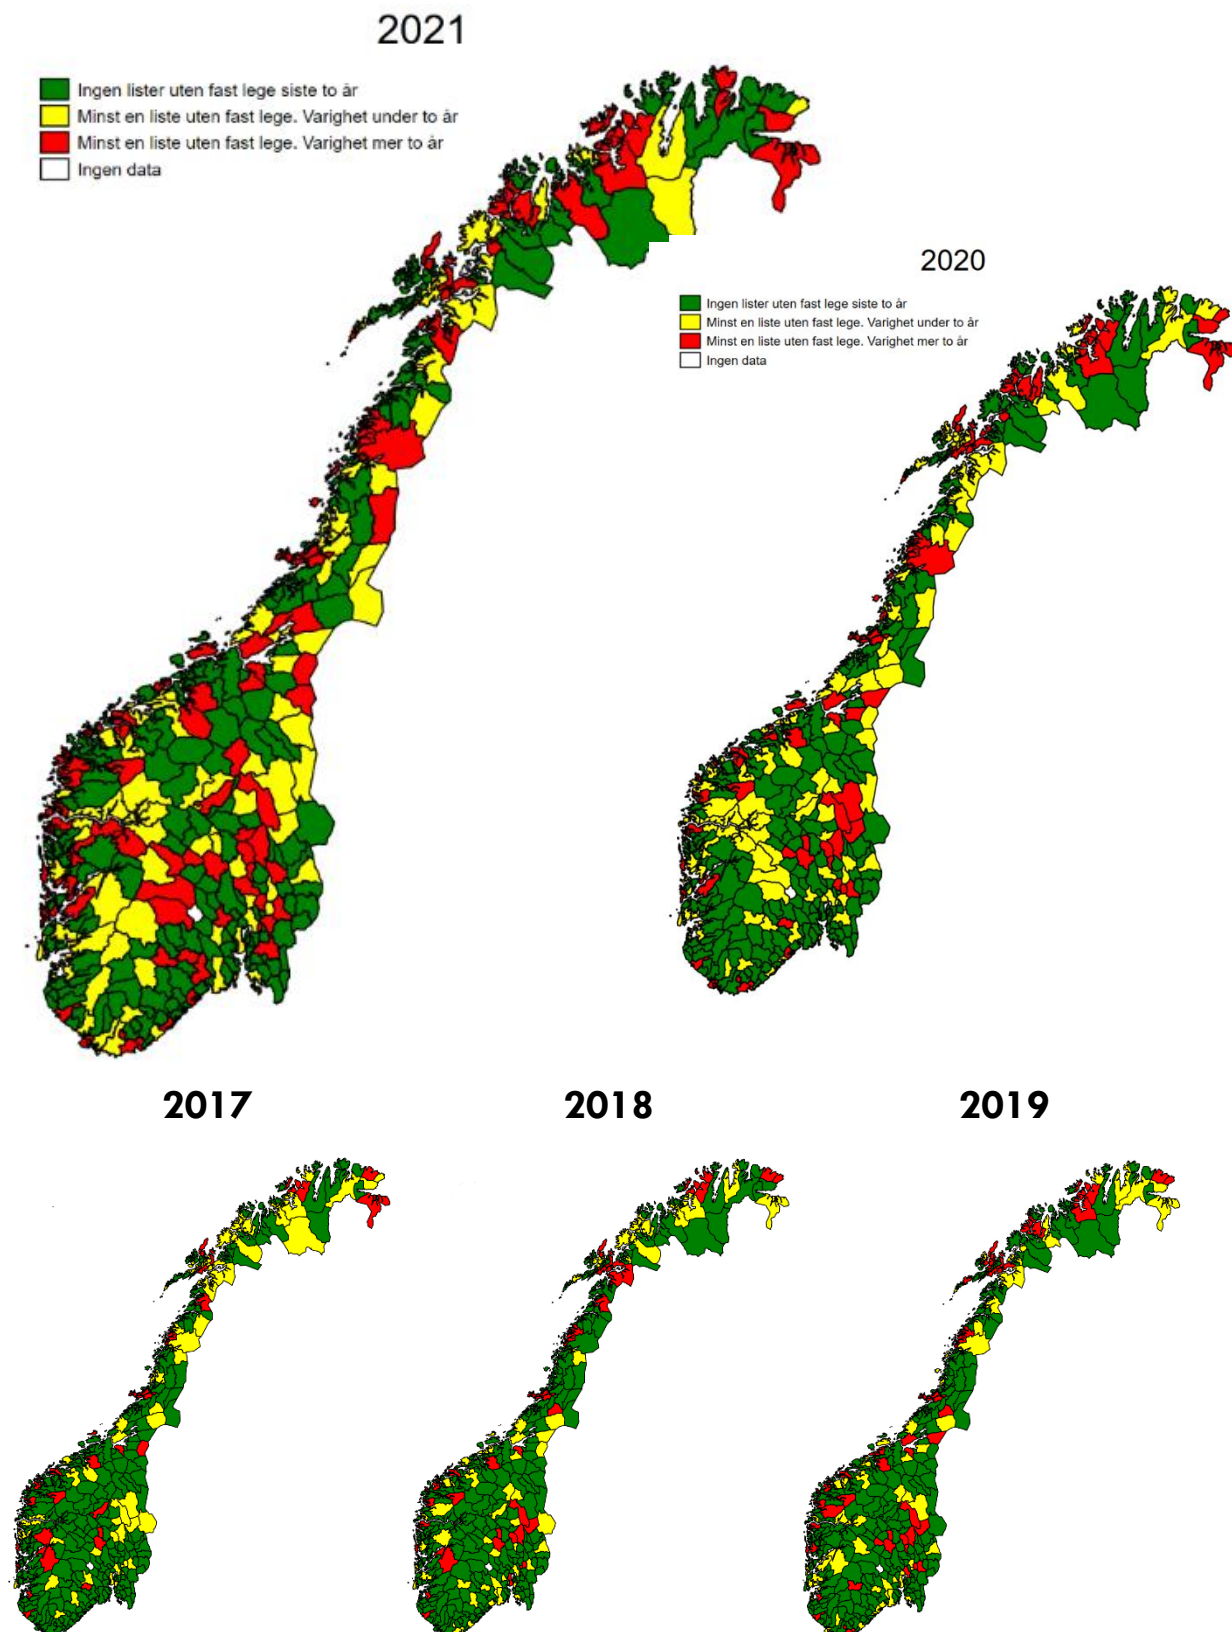 2021
Ingen lister uten fast lege siste to år
Minst en liste uten fast lege. Varighet under to år
Minst en liste uten fast lege. Varighet mer to år
Ingen data
2020
Ingen lister uten fast lege siste to år
Minst en liste uten fast lege. Varighet under to år
Minst en liste uten fast lege. Varighet mer to år
Ingen data
2017
2018
2019